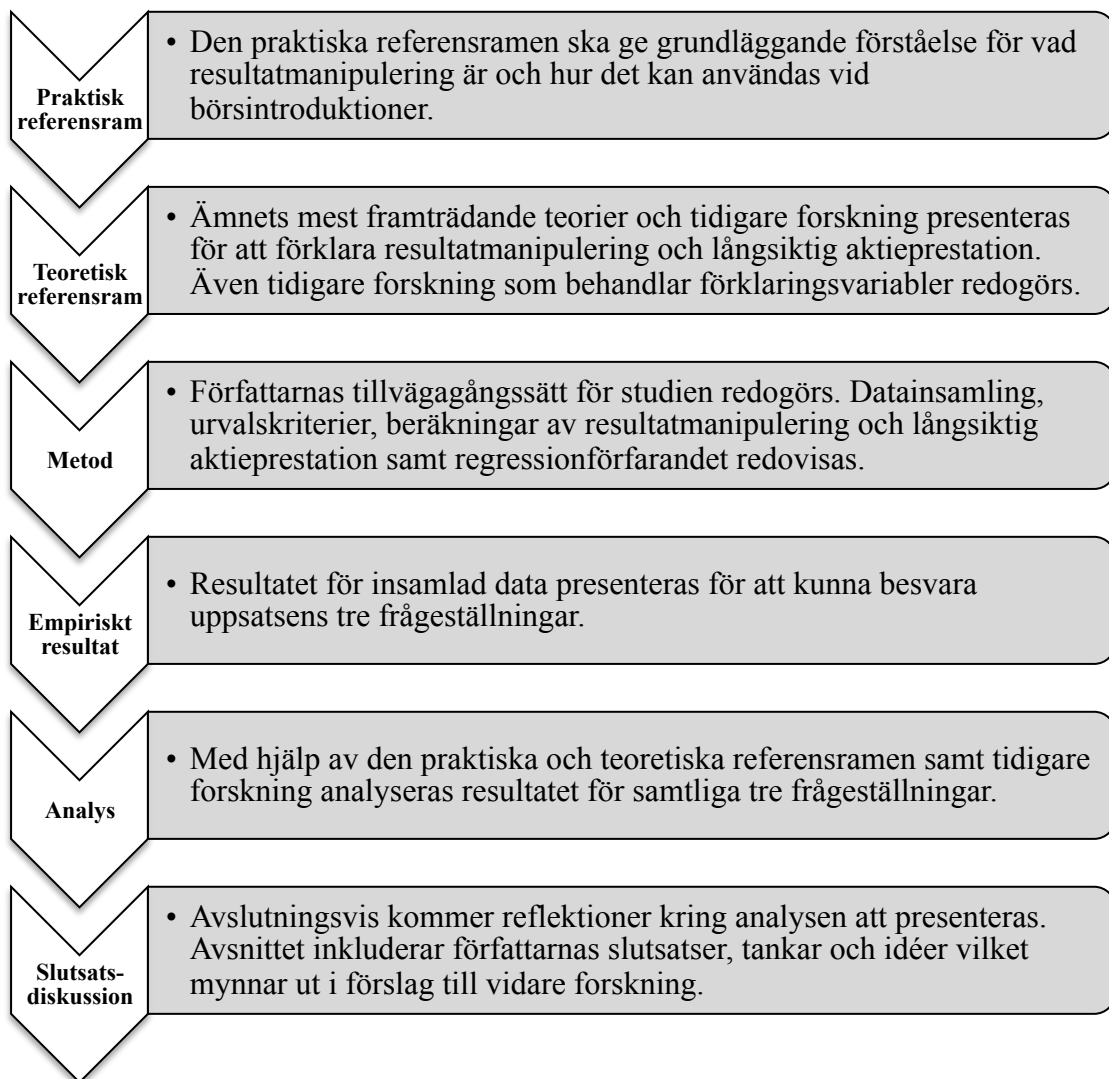 Praktisk
referensram
• Den praktiska referensramen ska ge grundläggande förståelse för vad
resultatmanipulering är och hur det kan användas vid
börsintroduktioner.
Teoretisk
referensram
• Ämnets mest framträdande teorier och tidigare forskning presenteras
för att förklara resultatmanipulering och långsiktig aktieprestation.
Även tidigare forskning som behandlar förklaringsvariabler redogörs.
Metod
• Författarnas tillvägagångssätt för studien redogörs. Datainsamling,
urvalskriterier, beräkningar av resultatmanipulering och långsiktig
aktieprestation samt regressionförfarandet redovisas.
Empiriskt
resultat
• Resultatet för insamlad data presenteras för att kunna besvara
uppsatsens tre frågeställningar.
Analys
• Med hjälp av den praktiska och teoretiska referensramen samt tidigare
forskning analyseras resultatet för samtliga tre frågeställningar.
Slutsats-
diskussion
• Avslutningsvis kommer reflektioner kring analysen att presenteras.
Avsnittet inkluderar författarnas slutsatser, tankar och idéer vilket
mynnar ut i förslag till vidare forskning.